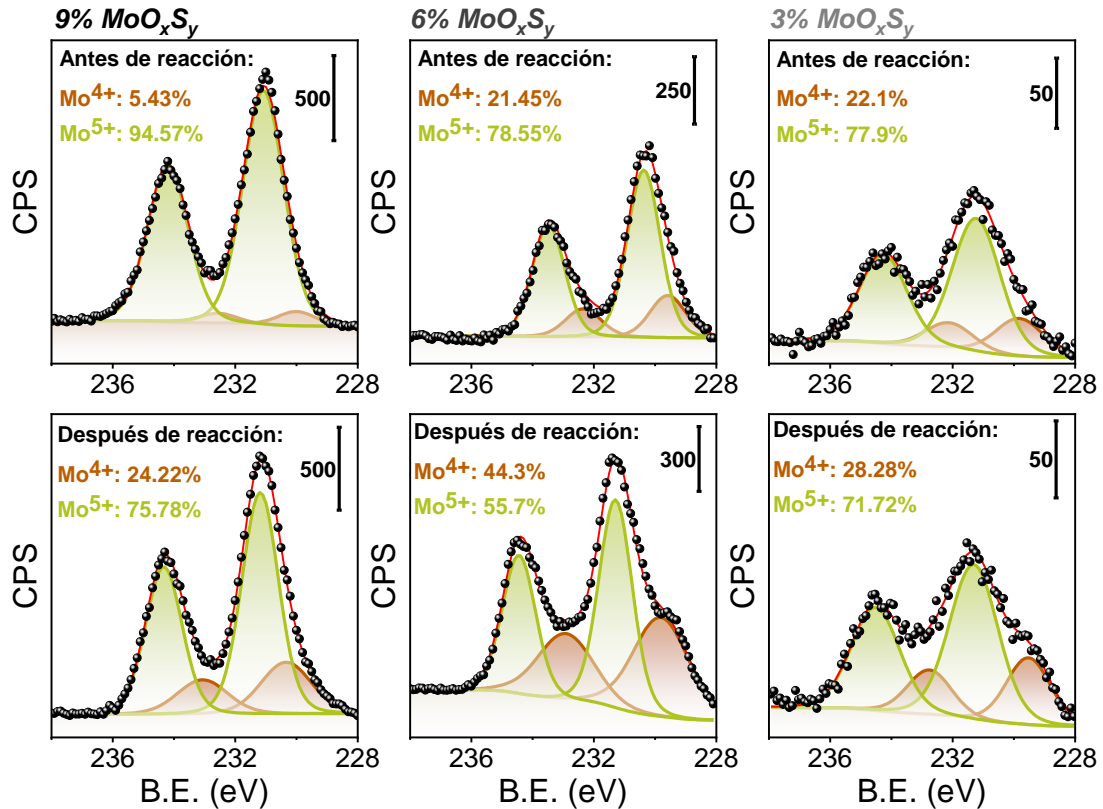 9% MoOxSy
6% MoOxSy
3% MoOxSy
Antes de reacción:
Mo4+: 5.43%
Mo5+: 94.57%
500
CPS
236
232
228
Antes de reacción:
Mo4+: 21.45%
Mo5+: 78.55%
250
CPS
236
232
228
Antes de reacción:
Mo4+: 22.1%
Mo5+: 77.9%
50
CPS
236
232
228
Después de reacción:
Mo4+: 24.22%
Mo5+: 75.78%
500
CPS
236
232
228
B.E. (eV)
Después de reacción:
Mo4+: 44.3%
Mo5+: 55.7%
300
CPS
236
232
228
B.E. (eV)
Después de reacción:
Mo4+: 28.28%
Mo5+: 71.72%
50
CPS
236
232
228
B.E. (eV)